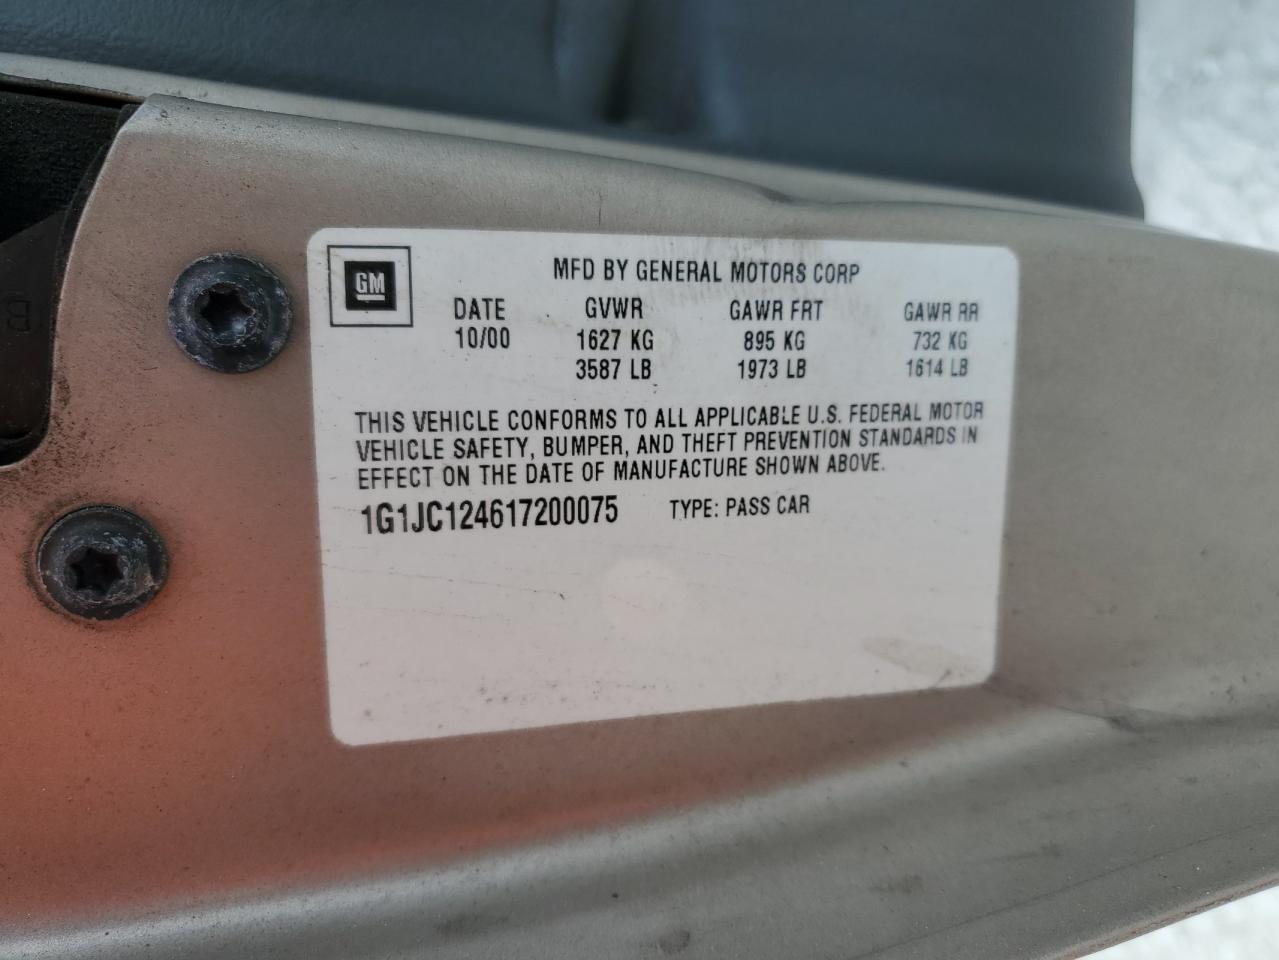 GM
MFD BY GENERAL MOTORS CORP
DATE GVWR GAWR FRT GAWR RR
10/00 1627 KG 895 KG 732 KG
3587 LB 1973 LB 1614 LB
THIS VEHICLE CONFORMS TO ALL APPLICABLE U.S. FEDERAL MOTOR
VEHICLE SAFETY, BUMPER, AND THEFT PREVENTION STANDARDS IN
EFFECT ON THE DATE OF MANUFACTURE SHOWN ABOVE.
1G1JC124617200075 TYPE: PASS CAR